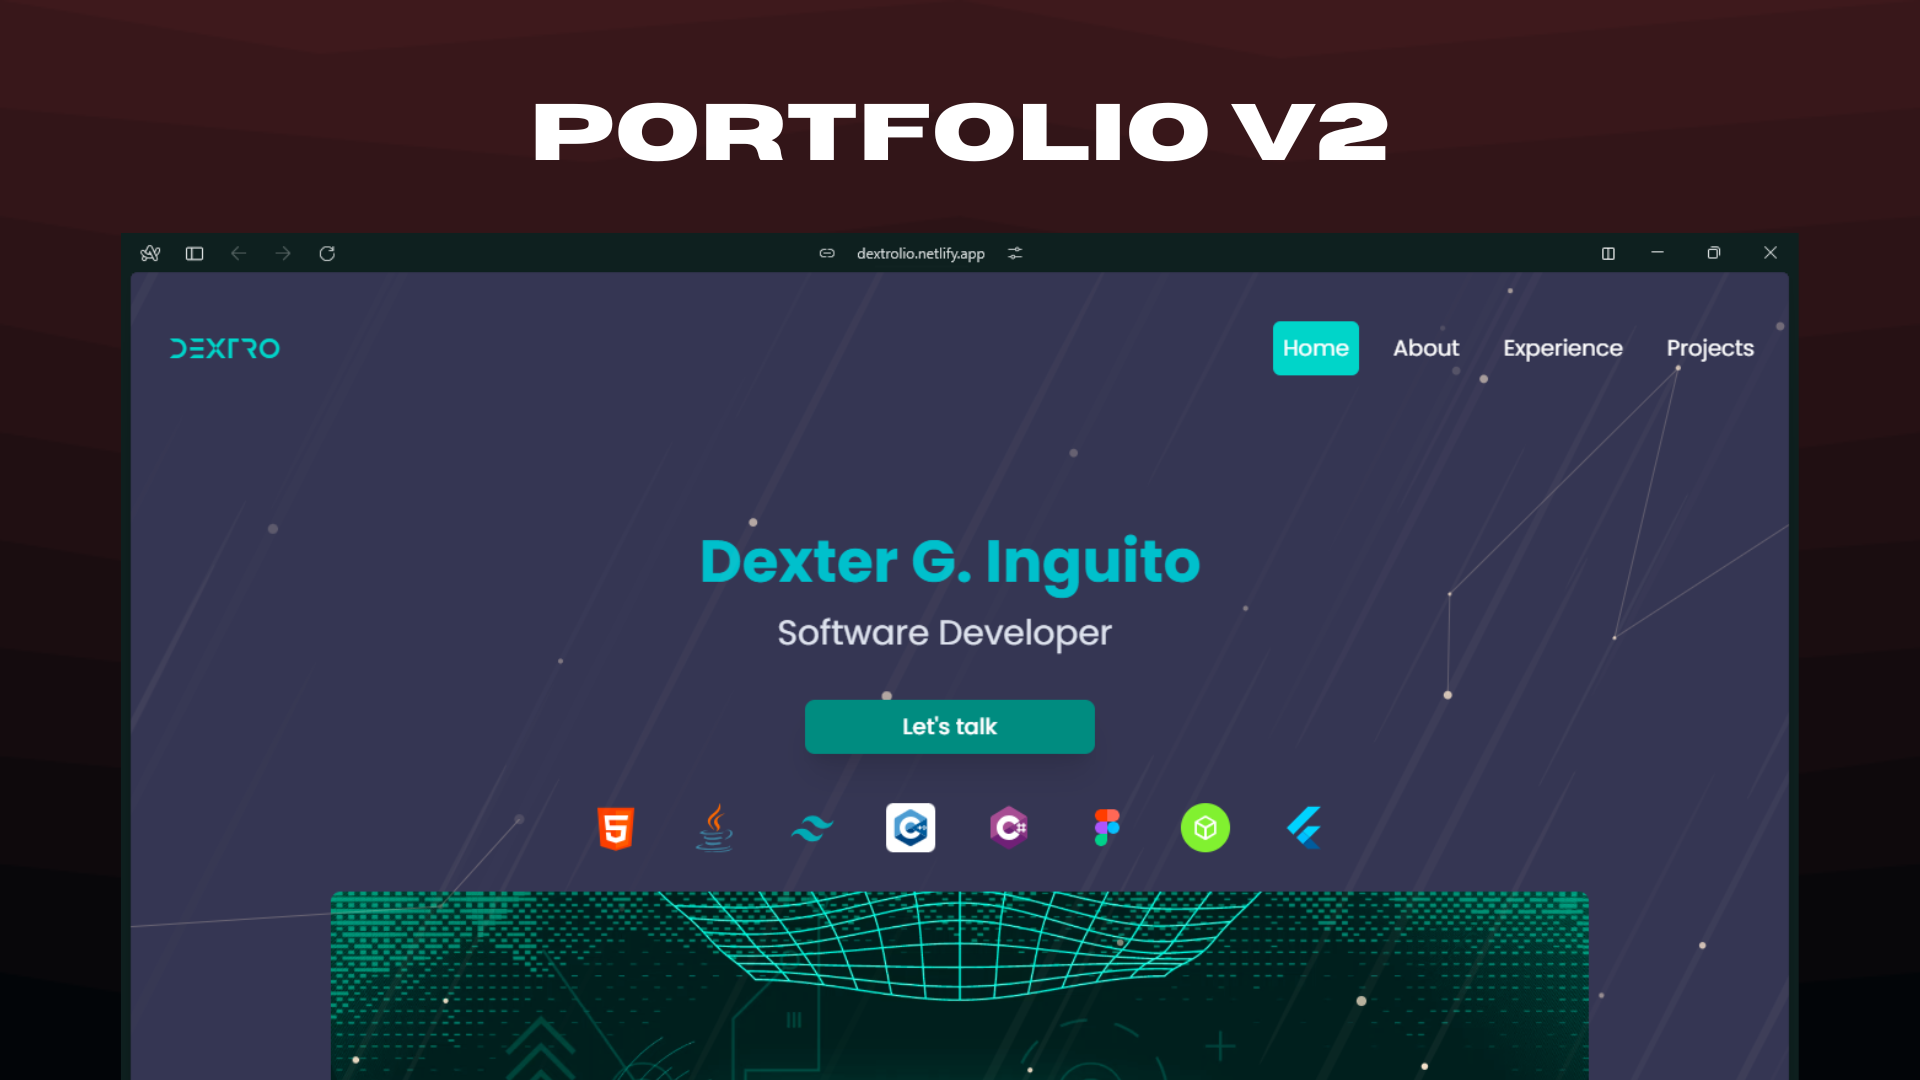 PORTFOLIO V2
dextrolio.netlify.app
DEXTRO
Home About Experience Projects
Dexter G. Inguito
Software Developer
Let's talk